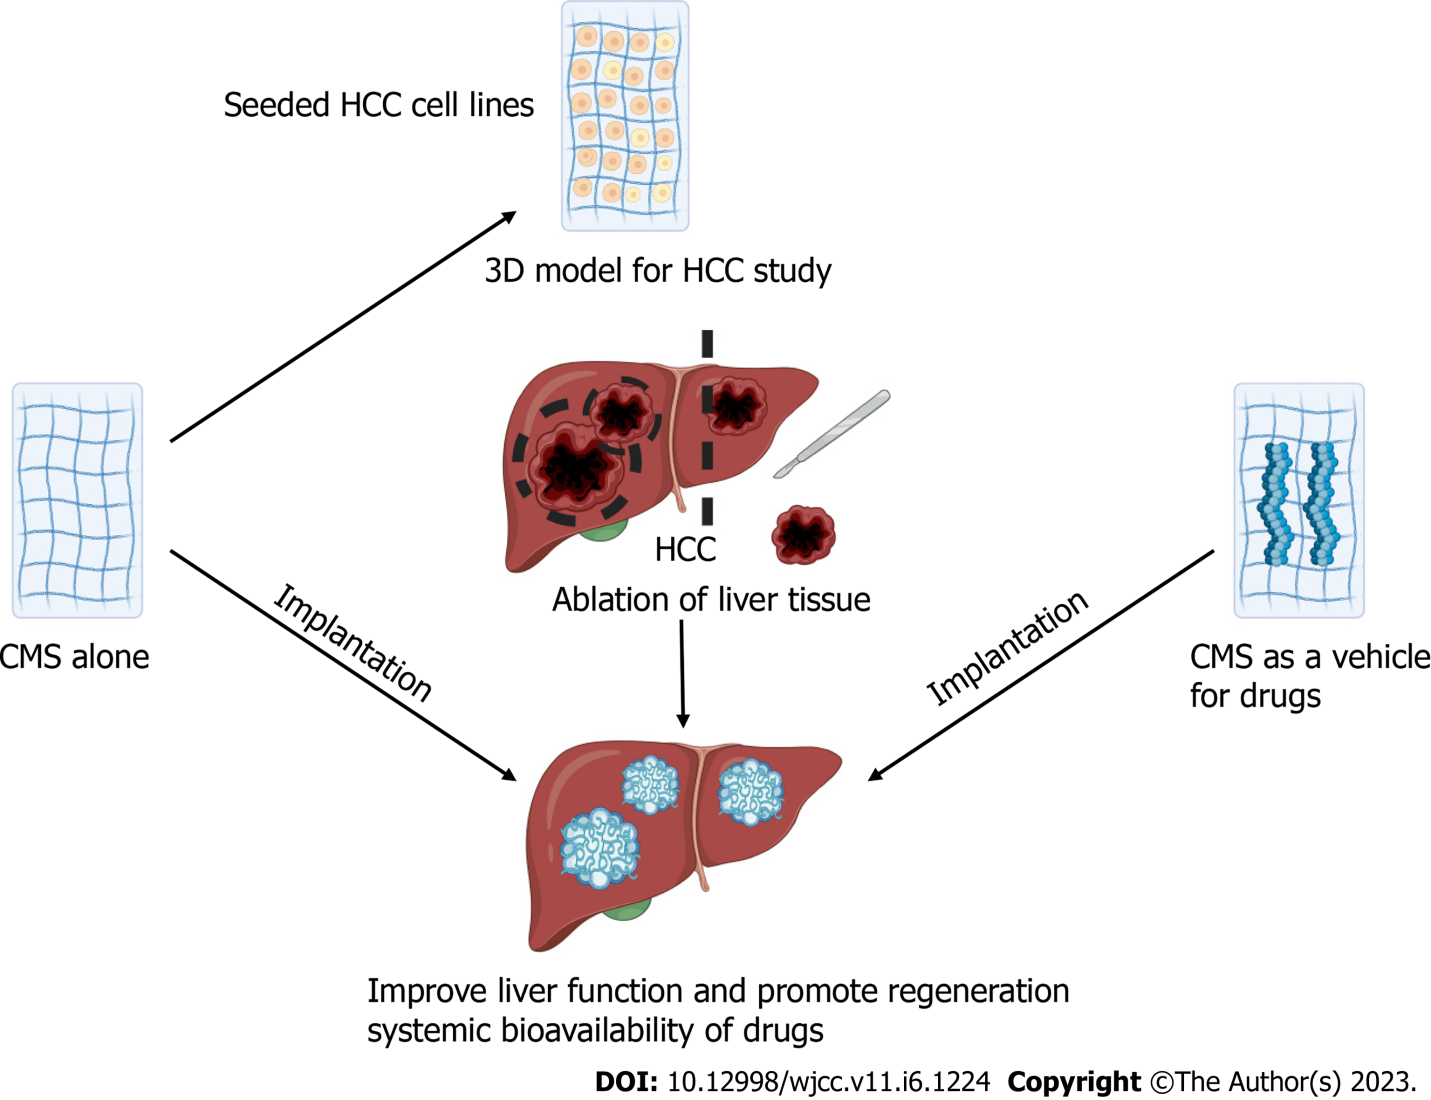 Seeded HCC cell lines
3D model for HCC study
HCC
Ablation of liver tissue
CMS alone
Implantation
Implantation
CMS as a vehicle
for drugs
Improve liver function and promote regeneration
systemic bioavailability of drugs
DOI: 10.12998/wjcc.v11.i6.1224 Copyright ©The Author(s) 2023.